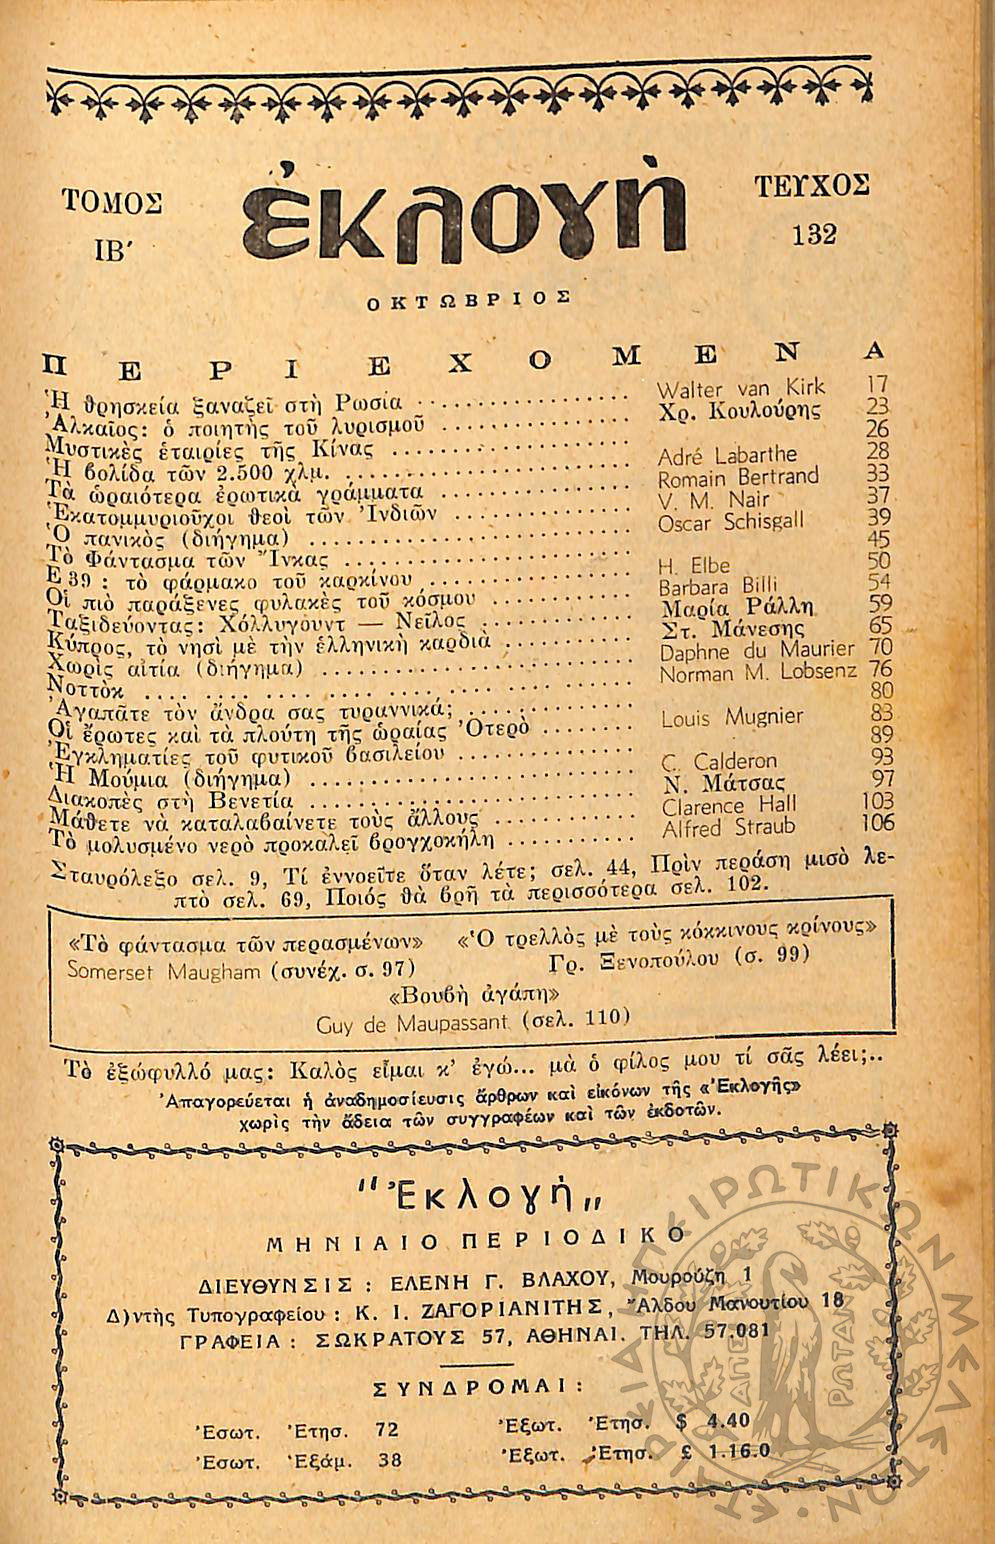 ΤΟΜΟΣ
ΙΒ′
ἐκλογὴ
ΤΕΥΧΟΣ
132
ΟΚΤΩΒΡΙΟΣ
ΠΕΡΙΕΧΟΜΕΝΑ
Ἡ θρησκεία ξαναζεῖ στὴ Ρωσία Walter van Kirk 17
Ἀλκαῖος: ὁ ποιητὴς τοῦ λυρισμοῦ Χρ. Κουλούρης 23
Μυστικὲς ἑταιρίες τῆς Κίνας 26
Ἡ βολίδα τῶν 2.500 χλμ. Adré Labarthe 28
Τὰ ὡραιότερα ἐρωτικὰ γράμματα Romain Bertrand 33
Ἑκατομμυριοῦχοι θεοὶ τῶν Ἰνδιῶν V. M. Nair 37
Ὁ πανικὸς (διήγημα) Oscar Schisgall 39
Τὸ Φάντασμα τῶν Ἴνκας 45
Ε 39 : τὸ φάρμακο τοῦ καρκίνου H. Elbe 50
Οἱ πιὸ παράξενες φυλακὲς τοῦ κόσμου Barbara Billi 54
Ταξιδεύοντας: Χόλλυγουντ — Νεῖλος Μαρία Ράλλη 59
Κύπρος, τὸ νησὶ μὲ τὴν ἑλληνικὴ καρδιὰ Στ. Μάνεσης 65
Χωρὶς αἰτία (διήγημα) Daphne du Maurier 70
Νοττὸκ Norman M. Lobsenz 76
Ἀγαπᾶτε τὸν ἄνδρα σας τυραννικά; 80
Οἱ ἔρωτες καὶ τὰ πλούτη τῆς ὡραίας Ὀτερὸ Louis Mugnier 83
Ἐγκληματίες τοῦ φυτικοῦ βασιλείου 89
Ἡ Μούμια (διήγημα) C. Calderon 93
Διακοπὲς στὴ Βενετία Ν. Μάτσας 97
Μάθετε νὰ καταλαβαίνετε τοὺς ἄλλους Clarence Hall 103
Τὸ μολυσμένο νερὸ προκαλεῖ βρογχοκήλη Alfred Straub 106
Σταυρόλεξο σελ. 9, Τί ἐννοεῖτε ὅταν λέτε; σελ. 44, Πρὶν περάση μισὸ λε-
πτὸ σελ. 69, Ποιός θὰ βρῆ τὰ περισσότερα σελ. 102.
«Τὸ φάντασμα τῶν περασμένων» «Ὁ τρελλὸς μὲ τοὺς κόκκινους κρίνους»
Somerset Maugham (συνέχ. σ. 97) Γρ. Ξενοπούλου (σ. 99)
«Βουβὴ ἀγάπη»
Guy de Maupassant (σελ. 110)
Τὸ ἐξώφυλλό μας: Καλὸς εἶμαι κ' ἐγώ... μὰ ὁ φίλος μου τί σᾶς λέει;..
Ἀπαγορεύεται ἡ ἀναδημοσίευσις ἄρθρων καὶ εἰκόνων τῆς «Ἐκλογῆς»
χωρὶς τὴν ἄδεια τῶν συγγραφέων καὶ τῶν ἐκδοτῶν.
"Ἐκλογὴ„
ΜΗΝΙΑΙΟ ΠΕΡΙΟΔΙΚΟ
ΔΙΕΥΘΥΝΣΙΣ : ΕΛΕΝΗ Γ. ΒΛΑΧΟΥ, Μουρούζη 1
Δ)ντὴς Τυπογραφείου : Κ. Ι. ΖΑΓΟΡΙΑΝΙΤΗΣ, Ἄλδου Μανουτίου 18
ΓΡΑΦΕΙΑ : ΣΩΚΡΑΤΟΥΣ 57, ΑΘΗΝΑΙ. ΤΗΛ. 57.081
ΣΥΝΔΡΟΜΑΙ :
Ἐσωτ. Ἐτησ. 72 Ἐξωτ. Ἐτησ. $ 4.40
Ἐσωτ. Ἑξάμ. 38 Ἐξωτ. Ἐτησ. £ 1.16.0
ΕΤΑΙΡΕΙΑ ΗΠΕΙΡΩΤΙΚΩΝ ΜΕΛΕΤΩΝ
ΑΠΕΙ
ΡΩΤΑΝ